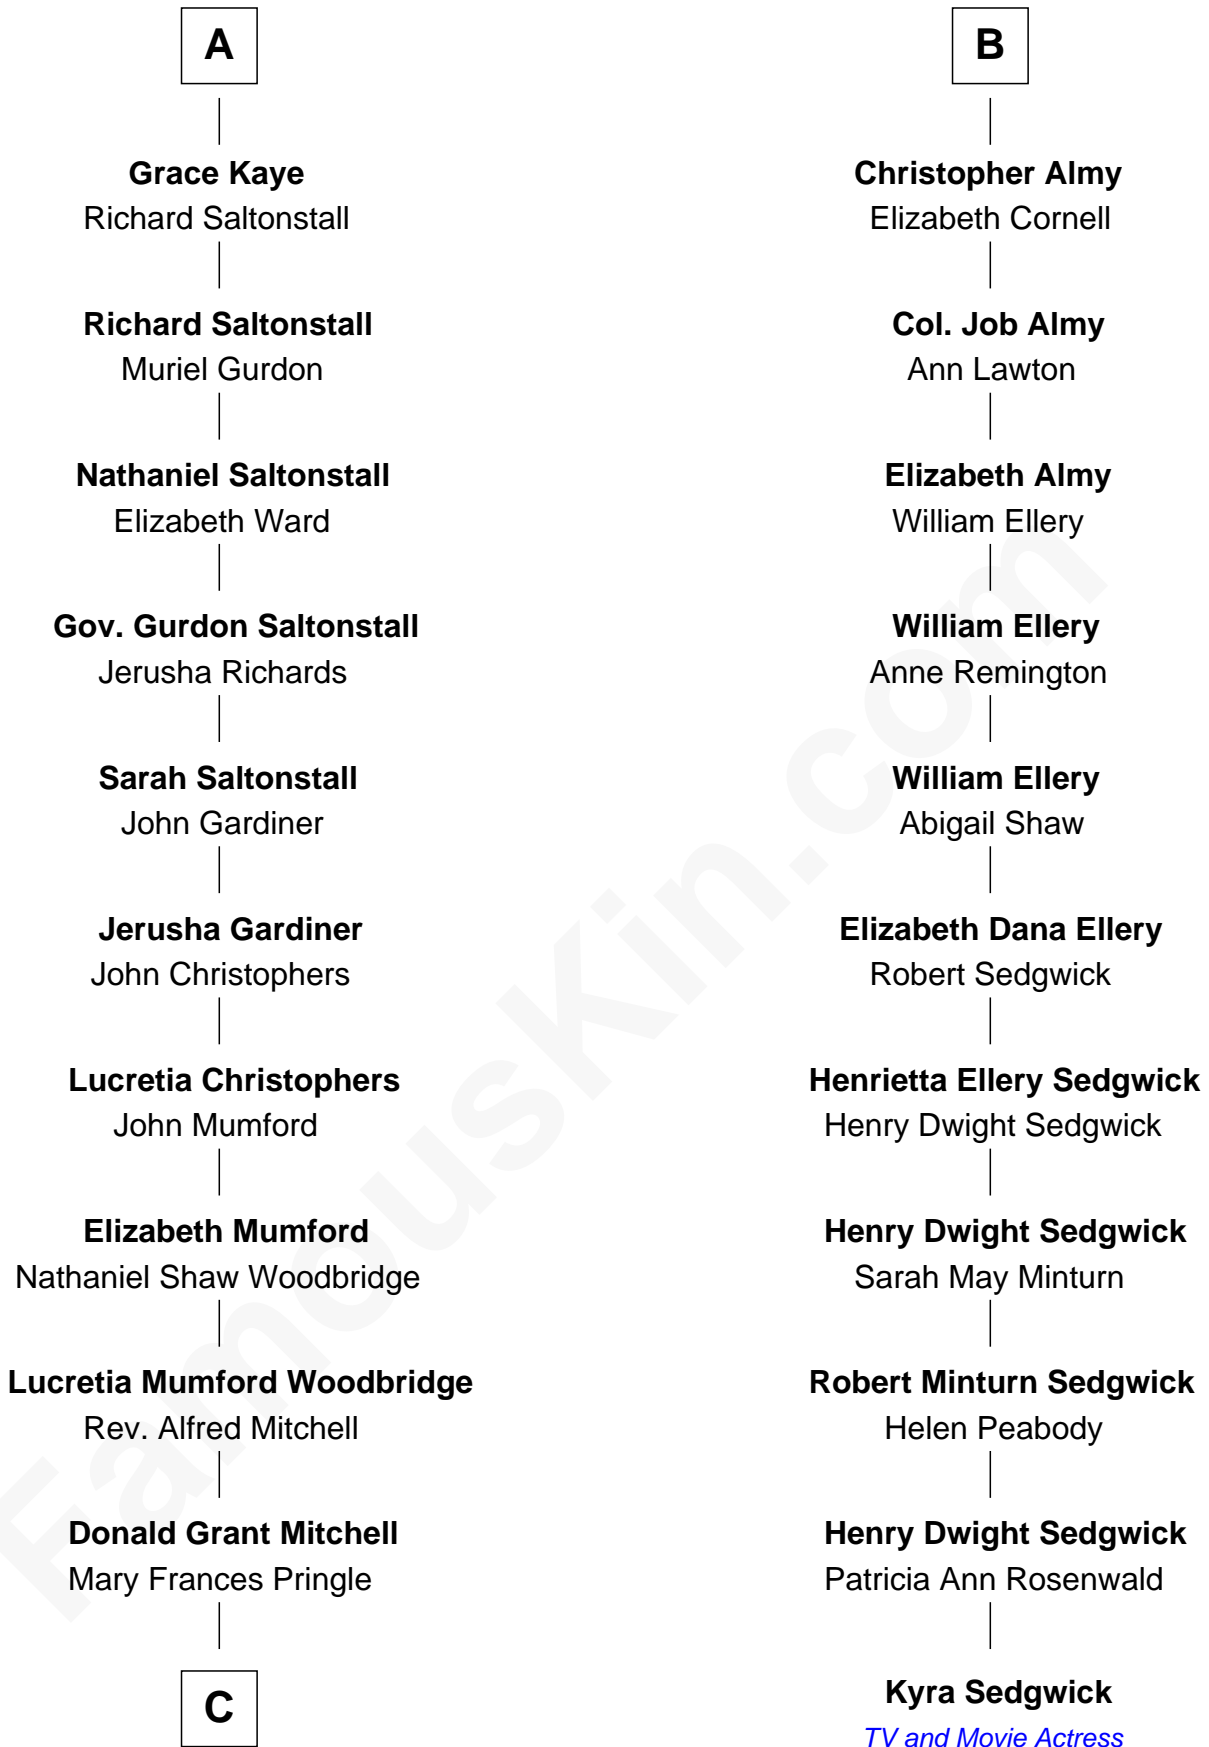 A
Grace Kaye
Richard Saltonstall
Richard Saltonstall
Muriel Gurdon
Nathaniel Saltonstall
Elizabeth Ward
Gov. Gurdon Saltonstall
Jerusha Richards
Sarah Saltonstall
John Gardiner
Jerusha Gardiner
John Christophers
Lucretia Christophers
John Mumford
Elizabeth Mumford
Nathaniel Shaw Woodbridge
Lucretia Mumford Woodbridge
Rev. Alfred Mitchell
Donald Grant Mitchell
Mary Frances Pringle
C
B
Christopher Almy
Elizabeth Cornell
Col. Job Almy
Ann Lawton
Elizabeth Almy
William Ellery
William Ellery
Anne Remington
William Ellery
Abigail Shaw
Elizabeth Dana Ellery
Robert Sedgwick
Henrietta Ellery Sedgwick
Henry Dwight Sedgwick
Henry Dwight Sedgwick
Sarah May Minturn
Robert Minturn Sedgwick
Helen Peabody
Henry Dwight Sedgwick
Patricia Ann Rosenwald
Kyra Sedgwick
TV and Movie Actress
FamousKin.com